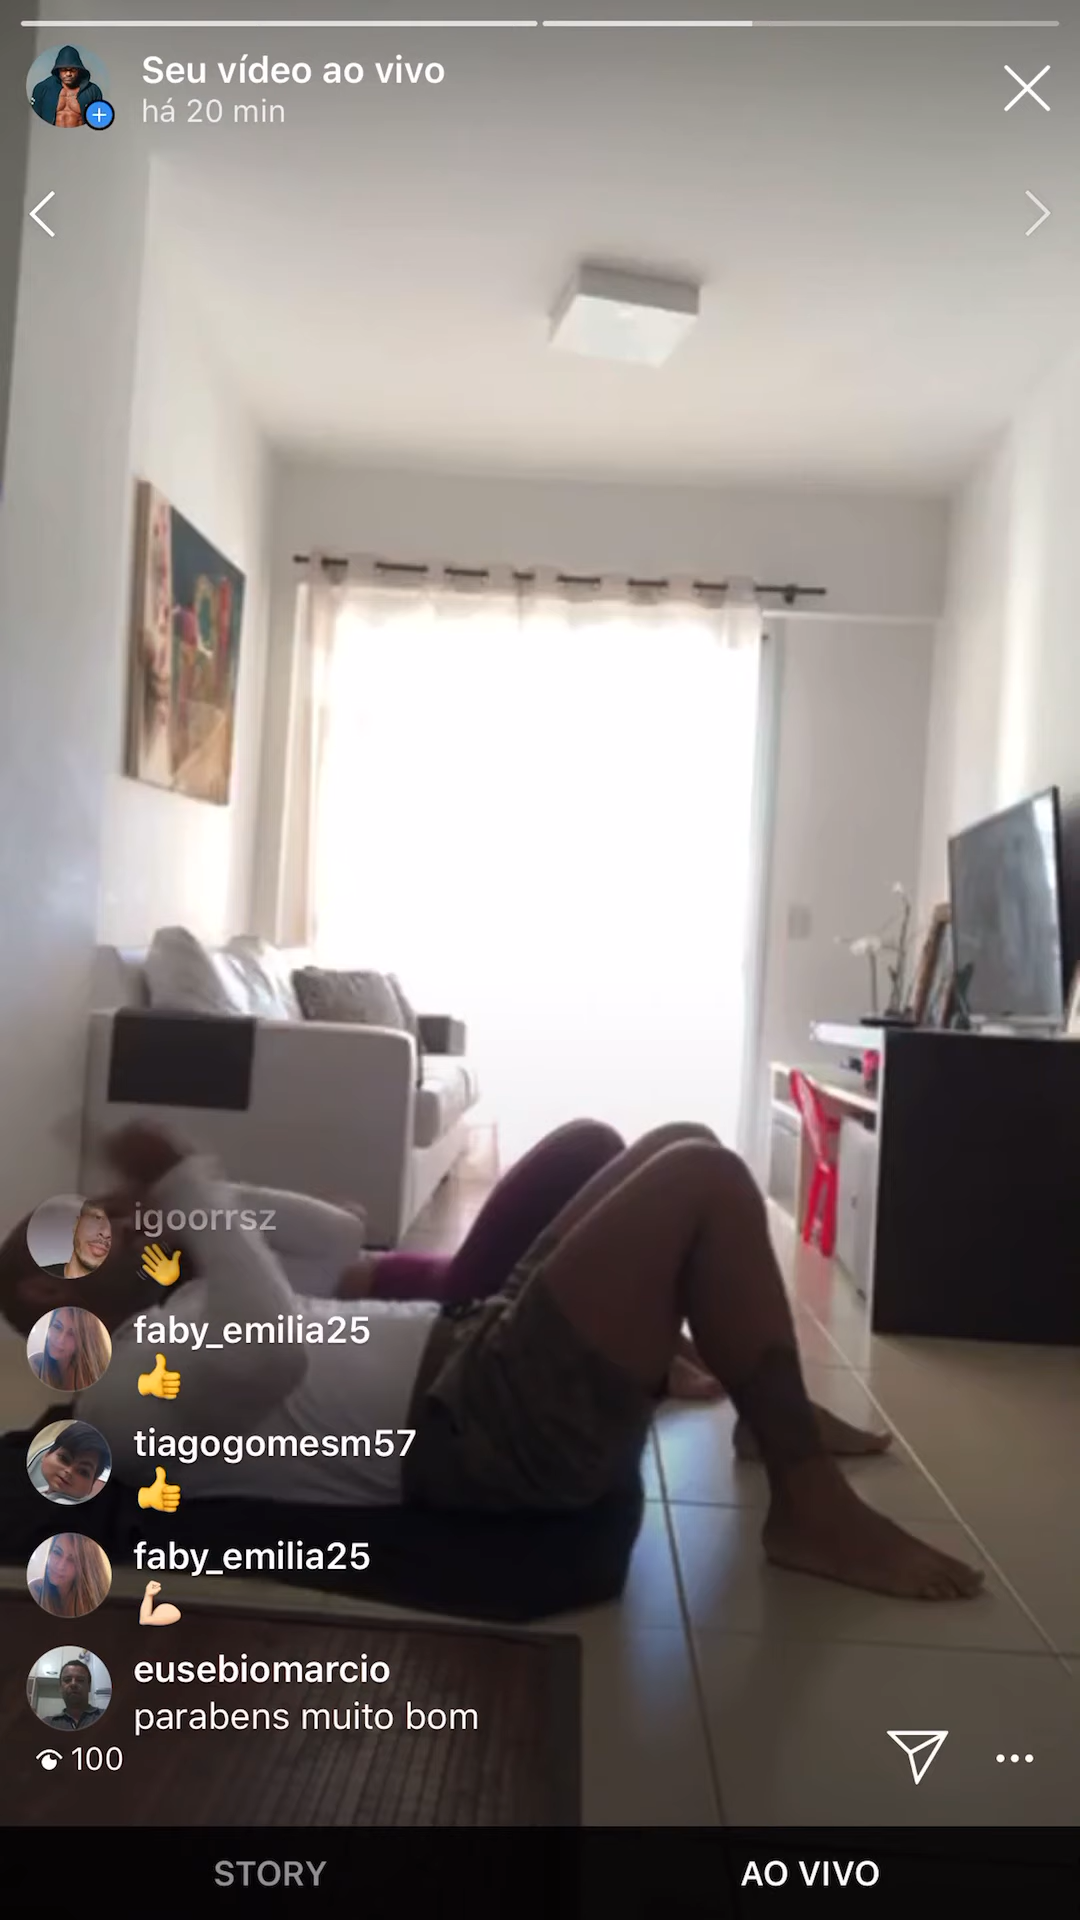 Seu vídeo ao vivo
há 20 min
igoorrsz
👋
faby_emilia25
👍
tiagogomesm57
👍
faby_emilia25
💪🏻
eusebiomarcio
parabens muito bom
100
STORY
AO VIVO